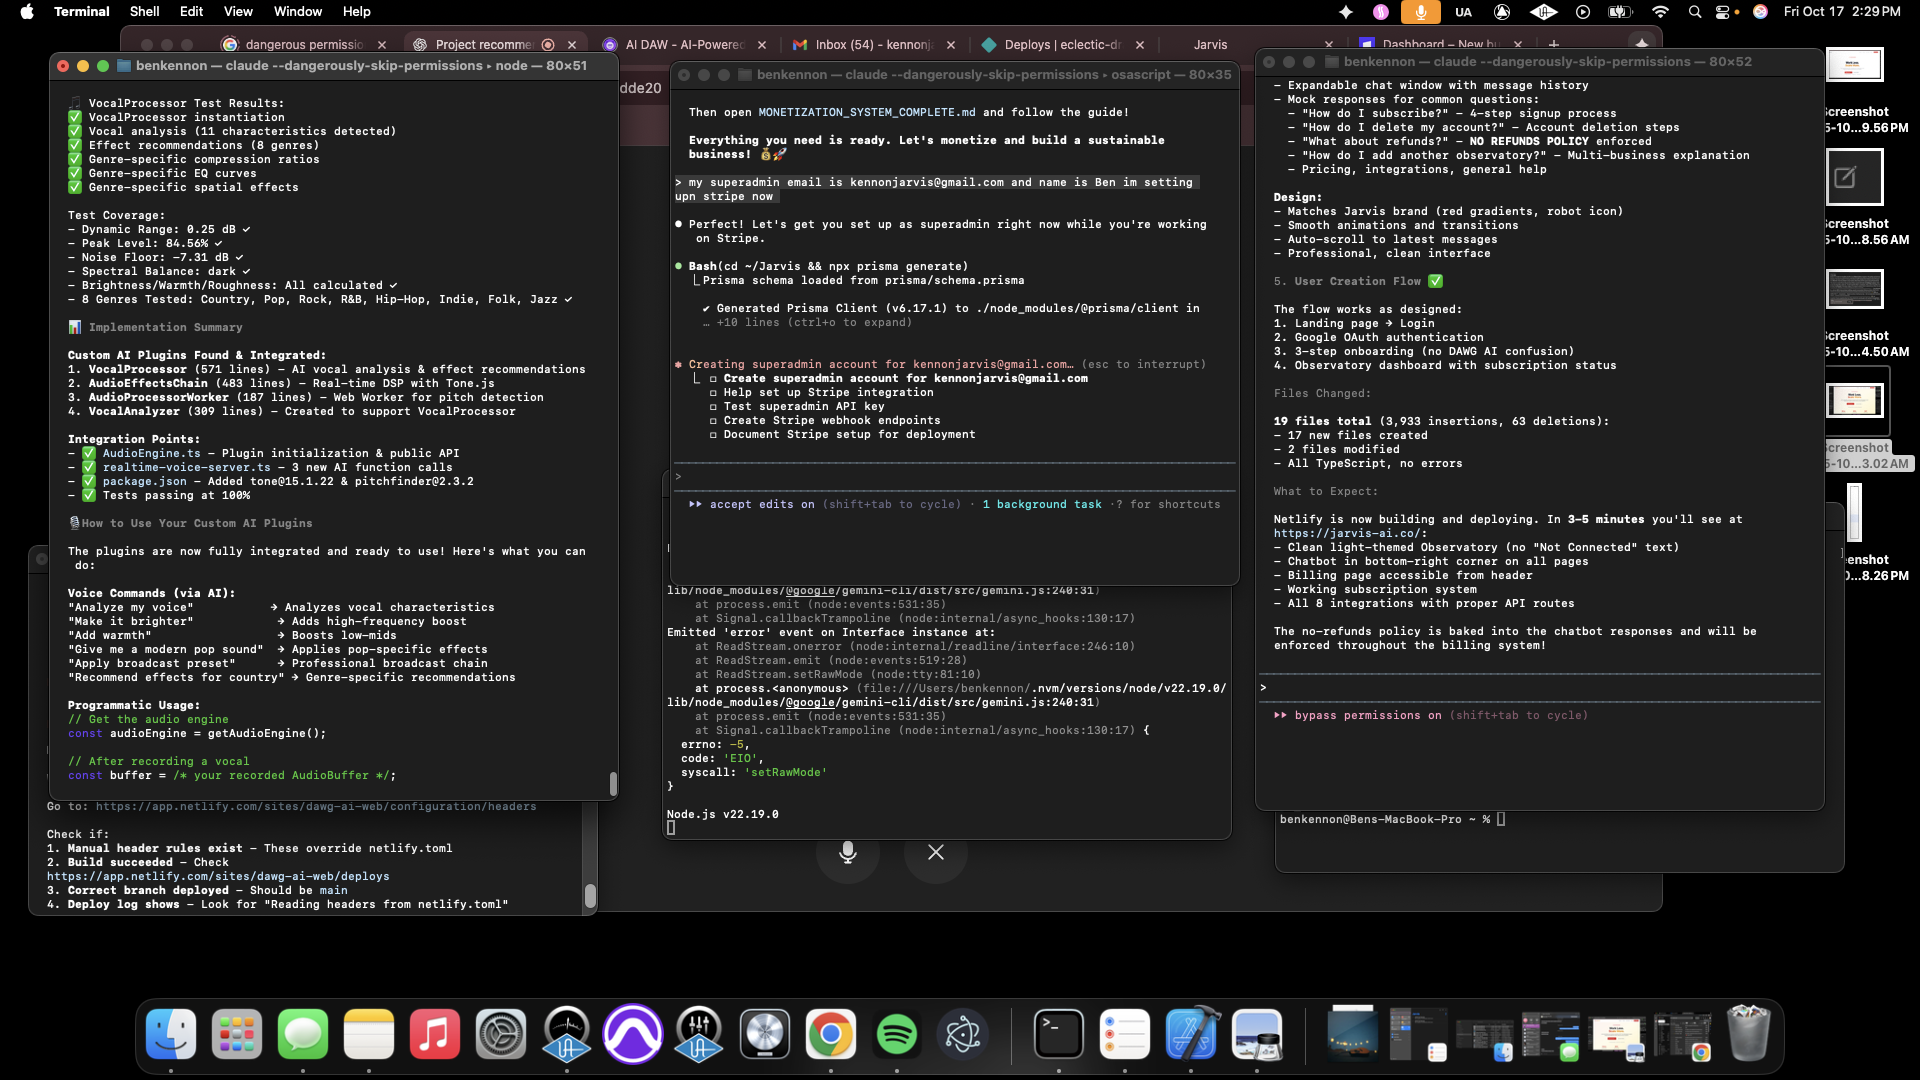 Terminal Shell Edit View Window Help
UA
Fri Oct 17 2:29 PM
dangerous permissio
Project recomme
AI DAW - AI-Powered
Inbox (54) - kennonja
Deploys | eclectic-dr
Jarvis
Dashboard – New bu
dde20
benkennon — claude --dangerously-skip-permissions ▸ node — 80×51
🎵 VocalProcessor Test Results:
✅ VocalProcessor instantiation
✅ Vocal analysis (11 characteristics detected)
✅ Effect recommendations (8 genres)
✅ Genre-specific compression ratios
✅ Genre-specific EQ curves
✅ Genre-specific spatial effects
Test Coverage:
- Dynamic Range: 0.25 dB ✓
- Peak Level: 84.56% ✓
- Noise Floor: -7.31 dB ✓
- Spectral Balance: dark ✓
- Brightness/Warmth/Roughness: All calculated ✓
- 8 Genres Tested: Country, Pop, Rock, R&B, Hip-Hop, Indie, Folk, Jazz ✓
📊 Implementation Summary
Custom AI Plugins Found & Integrated:
1. VocalProcessor (571 lines) - AI vocal analysis & effect recommendations
2. AudioEffectsChain (483 lines) - Real-time DSP with Tone.js
3. AudioProcessorWorker (187 lines) - Web Worker for pitch detection
4. VocalAnalyzer (309 lines) - Created to support VocalProcessor
Integration Points:
- ✅ AudioEngine.ts - Plugin initialization & public API
- ✅ realtime-voice-server.ts - 3 new AI function calls
- ✅ package.json - Added tone@15.1.22 & pitchfinder@2.3.2
- ✅ Tests passing at 100%
🎙️How to Use Your Custom AI Plugins
The plugins are now fully integrated and ready to use! Here's what you can
do:
Voice Commands (via AI):
"Analyze my voice" → Analyzes vocal characteristics
"Make it brighter" → Adds high-frequency boost
"Add warmth" → Boosts low-mids
"Give me a modern pop sound" → Applies pop-specific effects
"Apply broadcast preset" → Professional broadcast chain
"Recommend effects for country" → Genre-specific recommendations
Programmatic Usage:
// Get the audio engine
const audioEngine = getAudioEngine();
// After recording a vocal
const buffer = /* your recorded AudioBuffer */;
Go to: https://app.netlify.com/sites/dawg-ai-web/configuration/headers
Check if:
1. Manual header rules exist - These override netlify.toml
2. Build succeeded - Check
https://app.netlify.com/sites/dawg-ai-web/deploys
3. Correct branch deployed - Should be main
4. Deploy log shows - Look for "Reading headers from netlify.toml"
benkennon — claude --dangerously-skip-permissions ▸ osascript — 80×35
Then open MONETIZATION_SYSTEM_COMPLETE.md and follow the guide!
Everything you need is ready. Let's monetize and build a sustainable
business! 💰🚀
> my superadmin email is kennonjarvis@gmail.com and name is Ben im setting
upn stripe now
● Perfect! Let's get you set up as superadmin right now while you're working
on Stripe.
● Bash(cd ~/Jarvis && npx prisma generate)
⎿ Prisma schema loaded from prisma/schema.prisma
✔ Generated Prisma Client (v6.17.1) to ./node_modules/@prisma/client in
… +10 lines (ctrl+o to expand)
✽ Creating superadmin account for kennonjarvis@gmail.com… (esc to interrupt)
⎿ ☐ Create superadmin account for kennonjarvis@gmail.com
☐ Help set up Stripe integration
☐ Test superadmin API key
☐ Create Stripe webhook endpoints
☐ Document Stripe setup for deployment
>
⏵⏵ accept edits on (shift+tab to cycle) · 1 background task · ? for shortcuts
lib/node_modules/@google/gemini-cli/dist/src/gemini.js:240:31)
at process.emit (node:events:531:35)
at Signal.callbackTrampoline (node:internal/async_hooks:130:17)
Emitted 'error' event on Interface instance at:
at ReadStream.onerror (node:internal/readline/interface:246:10)
at ReadStream.emit (node:events:519:28)
at ReadStream.setRawMode (node:tty:81:10)
at process.<anonymous> (file:///Users/benkennon/.nvm/versions/node/v22.19.0/
lib/node_modules/@google/gemini-cli/dist/src/gemini.js:240:31)
at process.emit (node:events:531:35)
at Signal.callbackTrampoline (node:internal/async_hooks:130:17) {
errno: -5,
code: 'EIO',
syscall: 'setRawMode'
}
Node.js v22.19.0
benkennon — claude --dangerously-skip-permissions — 80×52
- Expandable chat window with message history
- Mock responses for common questions:
- "How do I subscribe?" - 4-step signup process
- "How do I delete my account?" - Account deletion steps
- "What about refunds?" - NO REFUNDS POLICY enforced
- "How do I add another observatory?" - Multi-business explanation
- Pricing, integrations, general help
Design:
- Matches Jarvis brand (red gradients, robot icon)
- Smooth animations and transitions
- Auto-scroll to latest messages
- Professional, clean interface
5. User Creation Flow ✅
The flow works as designed:
1. Landing page → Login
2. Google OAuth authentication
3. 3-step onboarding (no DAWG AI confusion)
4. Observatory dashboard with subscription status
Files Changed:
19 files total (3,933 insertions, 63 deletions):
- 17 new files created
- 2 files modified
- All TypeScript, no errors
What to Expect:
Netlify is now building and deploying. In 3-5 minutes you'll see at
https://jarvis-ai.co/:
- Clean light-themed Observatory (no "Not Connected" text)
- Chatbot in bottom-right corner on all pages
- Billing page accessible from header
- Working subscription system
- All 8 integrations with proper API routes
The no-refunds policy is baked into the chatbot responses and will be
enforced throughout the billing system!
>
⏵⏵ bypass permissions on (shift+tab to cycle)
benkennon@Bens-MacBook-Pro ~ %
Screenshot
5-10...9.56 PM
Screenshot
5-10...8.56 AM
Screenshot
5-10...4.50 AM
Screenshot
5-10...3.02 AM
eenshot
0...8.26 PM